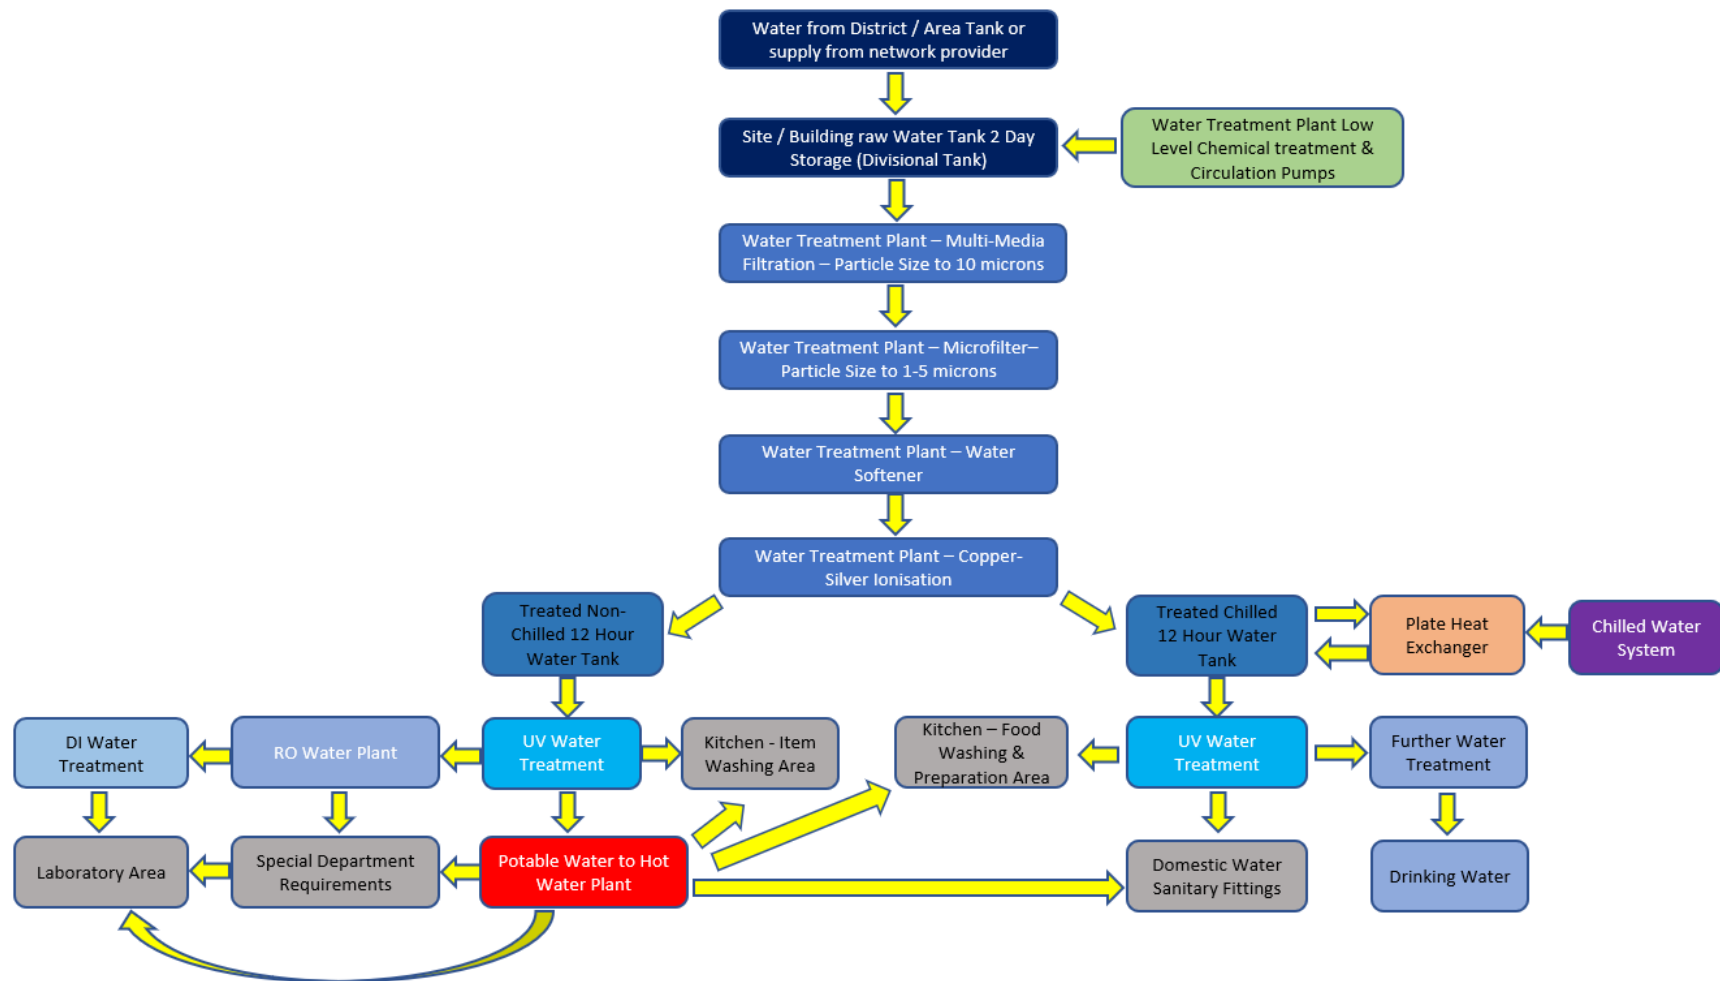 Water from District / Area Tank or
supply from network provider
Site / Building raw Water Tank 2 Day
Storage (Divisional Tank)
Water Treatment Plant Low
Level Chemical treatment &
Circulation Pumps
Water Treatment Plant – Multi-Media
Filtration – Particle Size to 10 microns
Water Treatment Plant – Microfilter–
Particle Size to 1-5 microns
Water Treatment Plant – Water
Softener
Water Treatment Plant – Copper-
Silver Ionisation
Treated Non-
Chilled 12 Hour
Water Tank
Treated Chilled
12 Hour Water
Tank
Plate Heat
Exchanger
Chilled Water
System
DI Water
Treatment
RO Water Plant
UV Water
Treatment
Kitchen - Item
Washing Area
Kitchen – Food
Washing &
Preparation Area
UV Water
Treatment
Further Water
Treatment
Laboratory Area
Special Department
Requirements
Potable Water to Hot
Water Plant
Domestic Water
Sanitary Fittings
Drinking Water